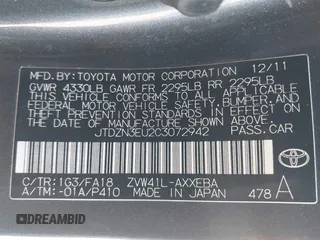 MFD.BY:TOYOTA MOTOR CORPORATION 12/11
GVWR 4330LB GAWR FR 2295LB RR 2295LB
THIS VEHICLE CONFORMS TO ALL APPLICABLE
FEDERAL MOTOR VEHICLE SAFETY, BUMPER, AND
THEFT PREVENTION STANDARDS IN EFFECT ON
THE DATE OF MANUFACTURE SHOWN ABOVE.
JTDZN3EU2C3072942 PASS.CAR
TOYOTA
C/TR:1G3/FA18 ZVW41L-AXXEBA
A/TM:-01A/P410 MADE IN JAPAN 478 A